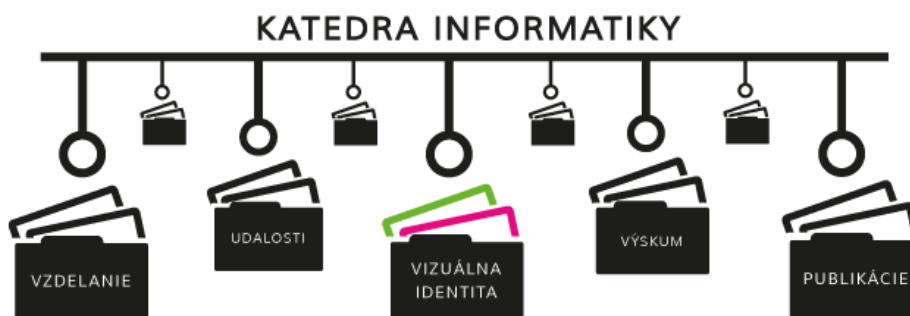 KATEDRA INFORMATIKY
VZDELANIE
UDALOSTI
VIZUÁLNA
IDENTITA
VÝSKUM
PUBLIKÁCIE